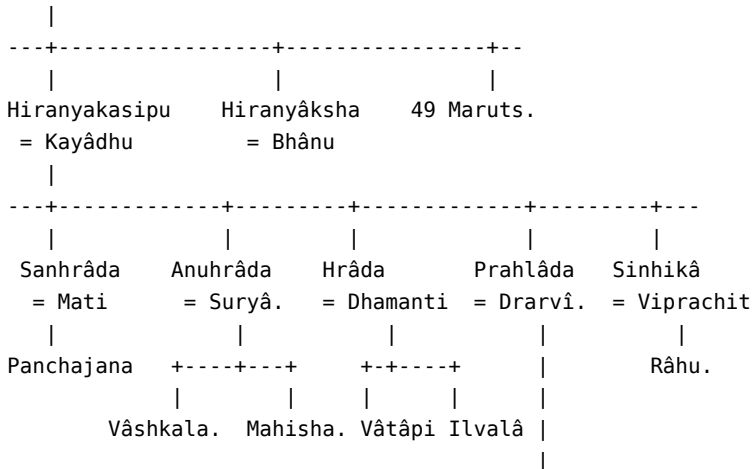 |
---+-----------------+----------------+--
   |                 |                |
Hiranyakasipu    Hiranyâksha    49 Maruts.
 = Kayâdhu         = Bhânu
   |
---+-------------+---------+-------------+---------+---
   |             |         |             |         |
 Sanhrâda    Anuhrâda   Hrâda       Prahlâda   Sinhikâ
  = Mati      = Suryâ.   = Dhamanti  = Drarvî.  = Viprachit
   |              |           |           |          |
Panchajana   +----+---+     +-+----+      |        Râhu.
             |        |     |      |      |
        Vâshkala.  Mahisha. Vâtâpi Ilvalâ |
                                          |